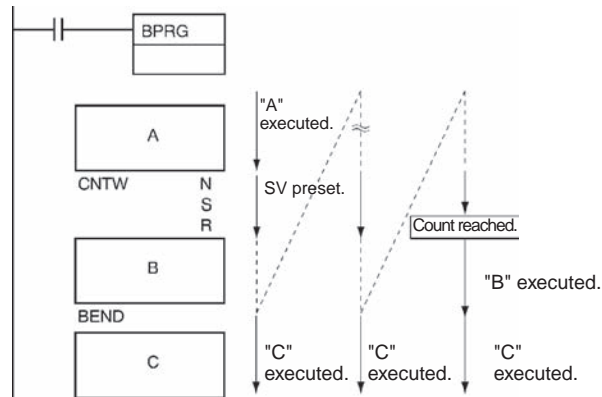 BPRG
A
CNTW
N
S
R
B
BEND
C
"A"
executed.
SV preset.
Count reached.
"B" executed.
"C"
executed.
"C"
executed.
"C"
executed.